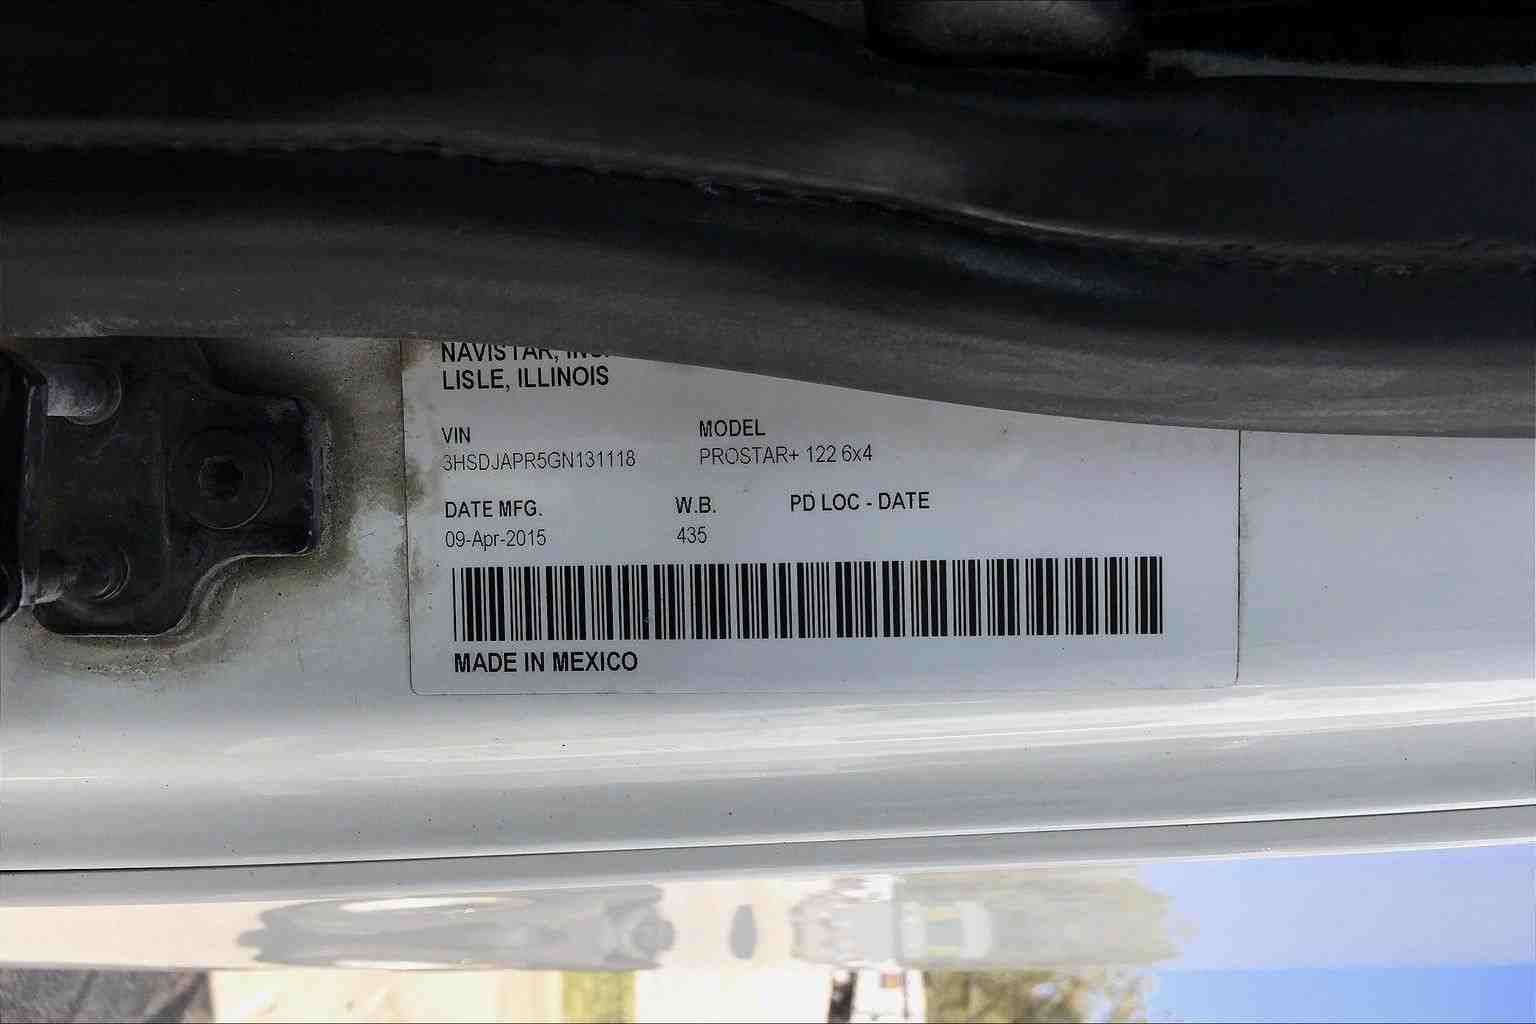 NAVISTAR, INC.
LISLE, ILLINOIS
VIN MODEL
3HSDJAPR5GN131118 PROSTAR+ 122 6x4
DATE MFG. W.B. PD LOC - DATE
09-Apr-2015 435
MADE IN MEXICO